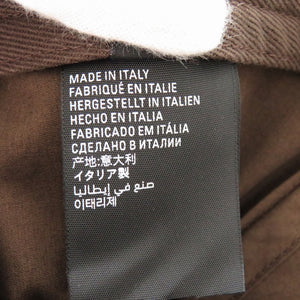 MADE IN ITALY
FABRIQUÉ EN ITALIE
HERGESTELLT IN ITALIEN
HECHO EN ITALIA
FABRICADO EM ITÁLIA
СДЕЛАНО В ИТАЛИИ
产地:意大利
イタリア製
صنع في إيطاليا
이태리제